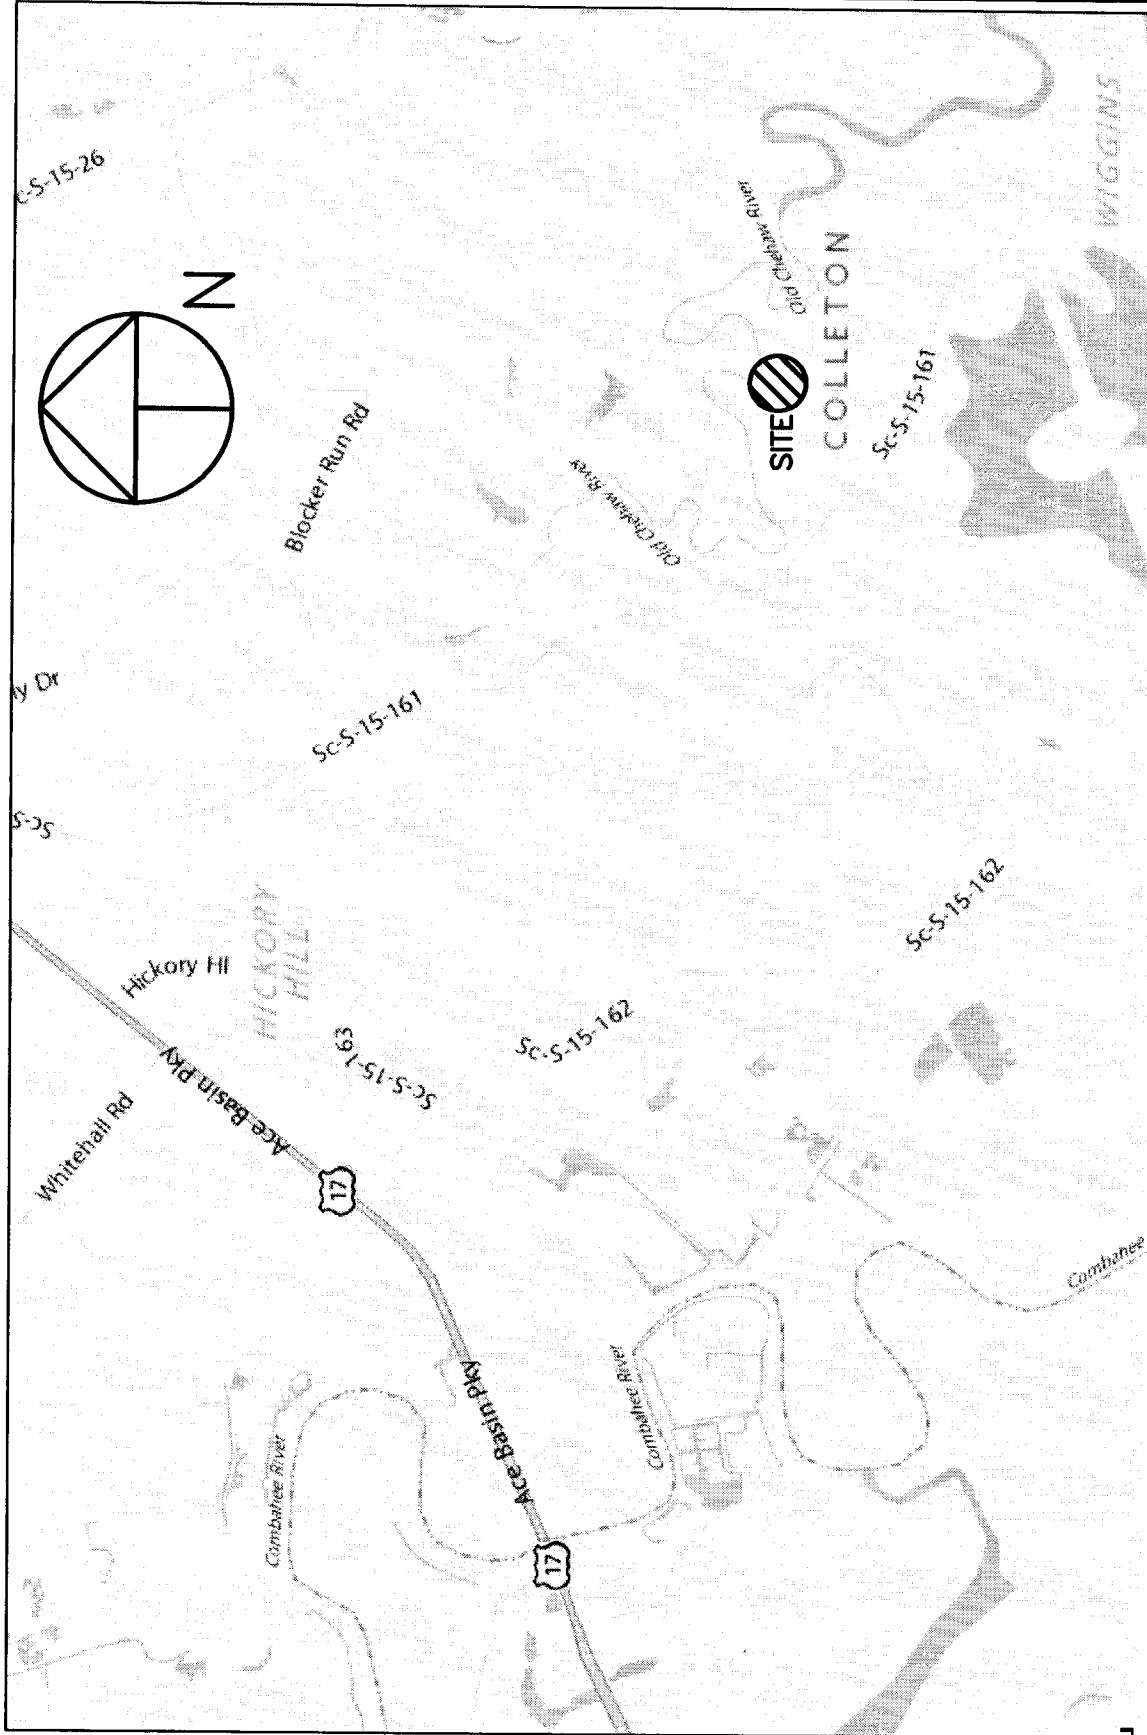 c-S-15-26
N
Sc-S
Hickory Hl
Whitehall Rd
Ace Basin Pky
HICKORY
HILL
Blocker Run Rd
Sc-S-15-161
Sc-S-15-163
17
Combahee River
Sc-S-15-162
Ace Basin Pky
17
Old Chehaw River
Combahee River
Old Chehaw River
SITE
COLLETON
Sc-S-15-161
Sc-S-15-162
WIGGINS
Combahee